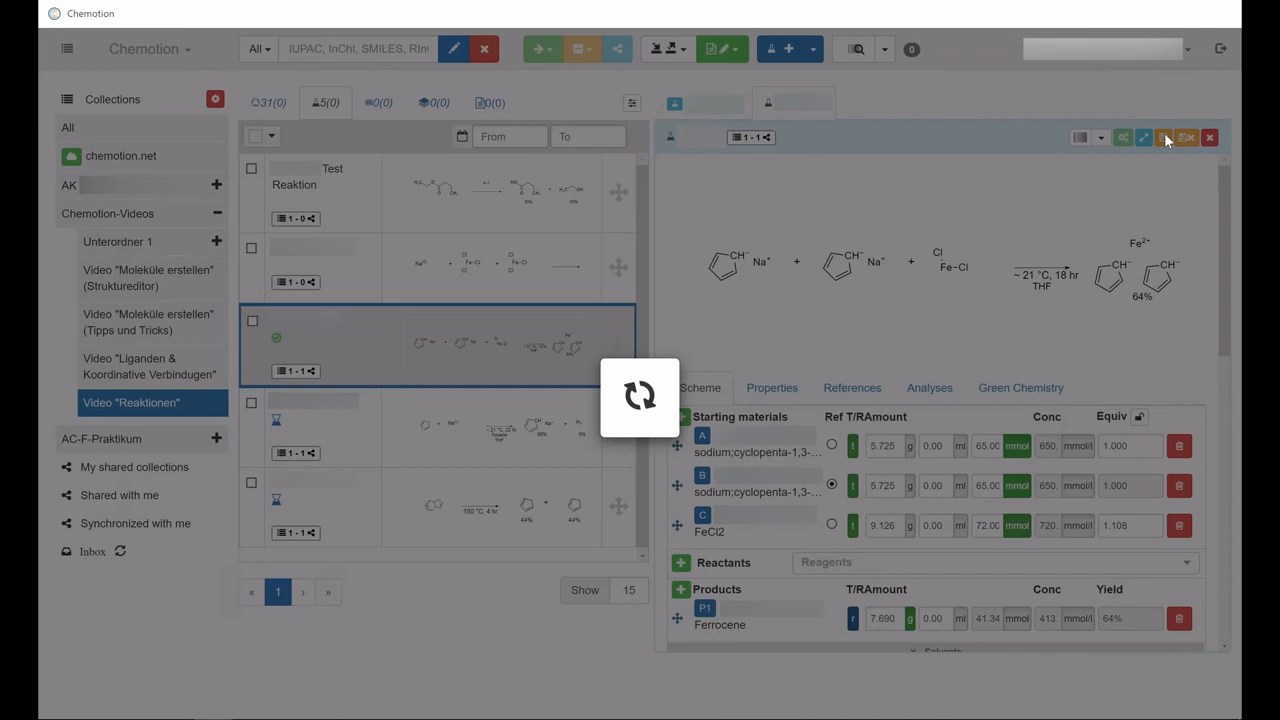 Chemotion
Chemotion
All
IUPAC, InChI, SMILES, RIn
0
Collections
31(0)
5(0)
0(0)
0(0)
0(0)
All
chemotion.net
AK
Chemotion-Videos
Unterordner 1
Video "Moleküle erstellen"
(Struktureditor)
Video "Moleküle erstellen"
(Tipps und Tricks)
Video "Liganden &
Koordinative Verbindugen"
Video "Reaktionen"
AC-F-Praktikum
My shared collections
Shared with me
Synchronized with me
Inbox
From
To
Test
Reaktion
1 - 0
1 - 0
1 - 1
1 - 1
180 °C, 4 hr
44%
44%
1 - 1
«
1
›
»
Show
15
1 - 1
CH⁻
Na⁺
+
CH⁻
Na⁺
+
Cl
Fe-Cl
~ 21 °C, 18 hr
THF
Fe²⁺
CH⁻
CH⁻
64%
Scheme
Properties
References
Analyses
Green Chemistry
Starting materials
Ref T/RAmount
Conc
Equiv
A
sodium;cyclopenta-1,3-...
t
5.725
g
0.00
ml
65.00
mmol
650.
mmol/l
1.000
B
sodium;cyclopenta-1,3-...
t
5.725
g
0.00
ml
65.00
mmol
650.
mmol/l
1.000
C
FeCl2
t
9.126
g
0.00
ml
72.00
mmol
720.
mmol/l
1.108
Reactants
Reagents
Products
T/RAmount
Conc
Yield
P1
Ferrocene
r
7.690
g
0.00
ml
41.34
mmol
413.
mmol/l
64%